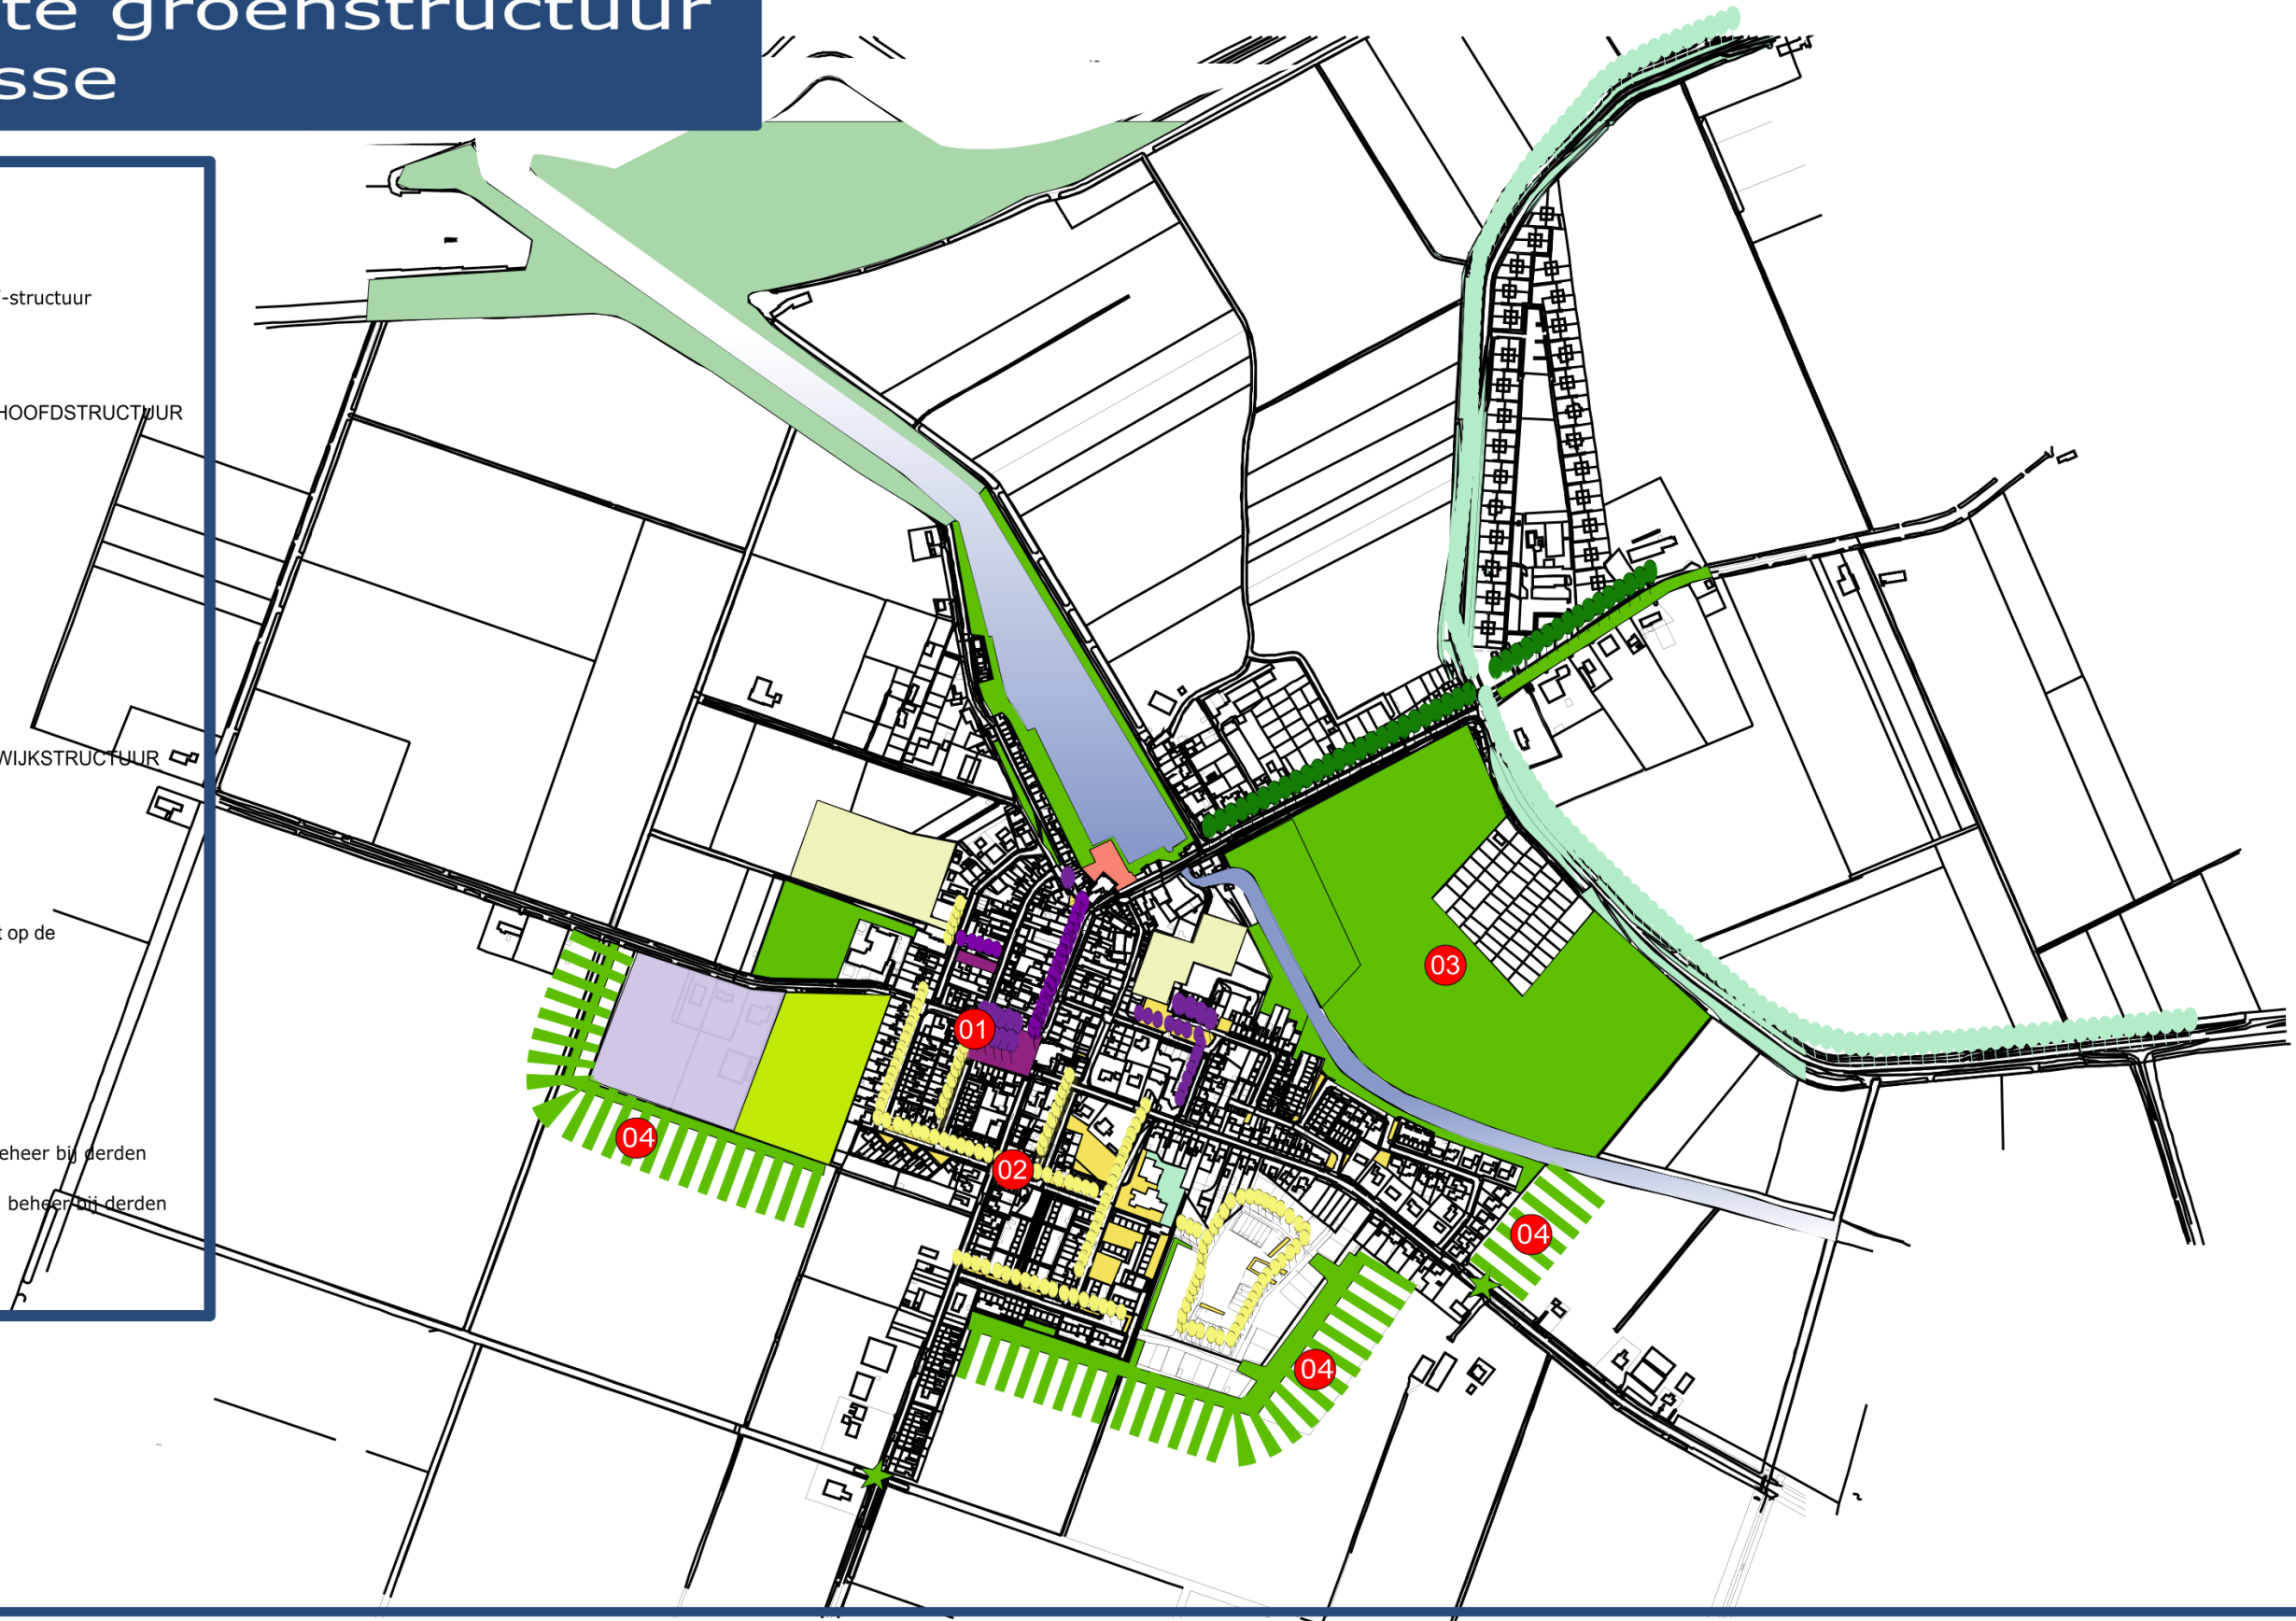 te groenstructuur
sse
-structuur
HOOFDSTRUCTUUR
WIJKSTRUCTUUR
t op de
eheer bij derden
beheer bij derden
03
01
04
02
04
04